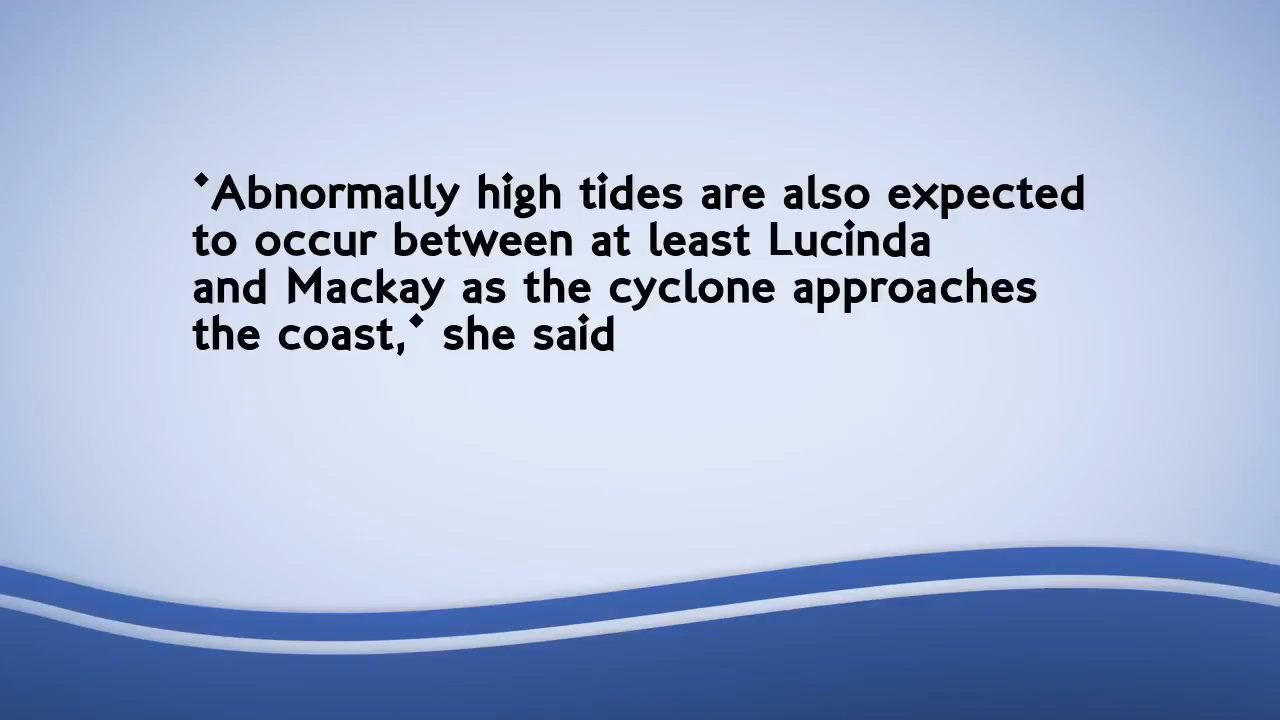 'Abnormally high tides are also expected
to occur between at least Lucinda
and Mackay as the cyclone approaches
the coast,' she said